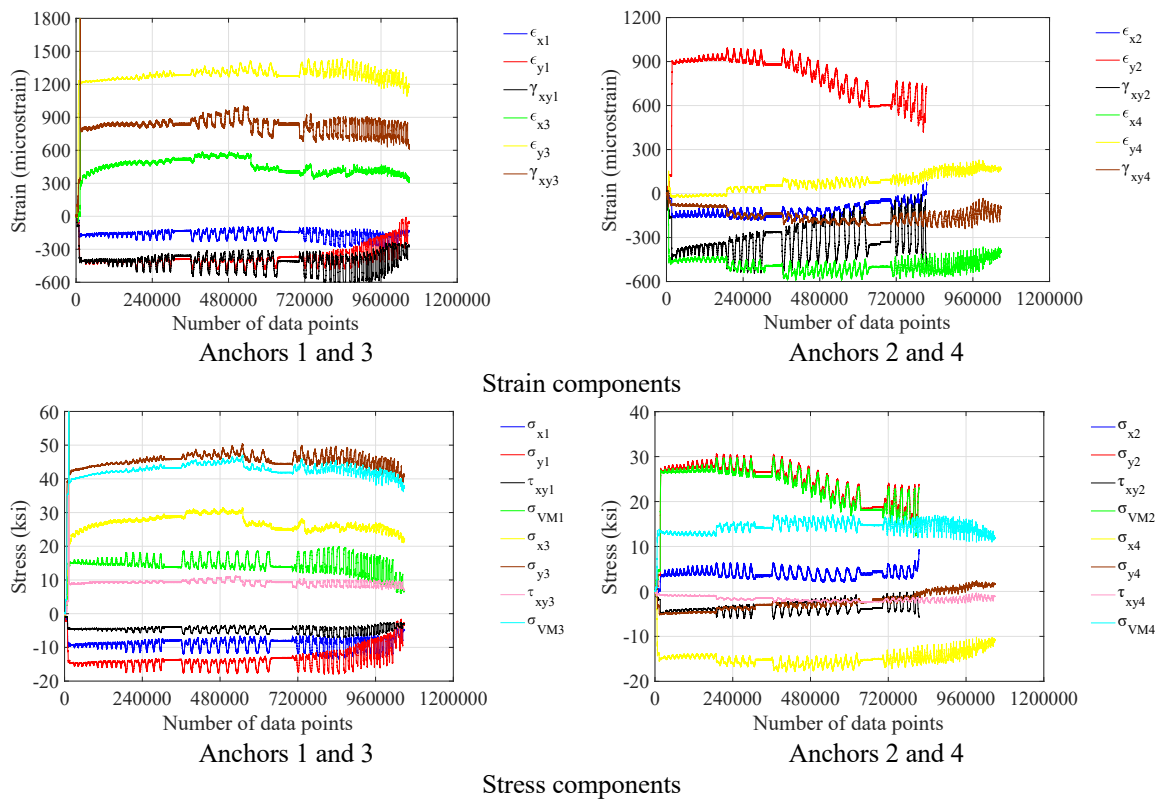 1800
1500
1200
900
600
300
0
-300
-600
Strain (microstrain)
0 240000 480000 720000 960000 1200000
Number of data points
ϵx1
ϵy1
γxy1
ϵx3
ϵy3
γxy3
Anchors 1 and 3
1200
900
600
300
0
-300
-600
Strain (microstrain)
0 240000 480000 720000 960000 1200000
Number of data points
ϵx2
ϵy2
γxy2
ϵx4
ϵy4
γxy4
Anchors 2 and 4
Strain components
60
50
40
30
20
10
0
-10
-20
Stress (ksi)
0 240000 480000 720000 960000 1200000
Number of data points
σx1
σy1
τxy1
σVM1
σx3
σy3
τxy3
σVM3
Anchors 1 and 3
40
30
20
10
0
-10
-20
Stress (ksi)
0 240000 480000 720000 960000 1200000
Number of data points
σx2
σy2
τxy2
σVM2
σx4
σy4
τxy4
σVM4
Anchors 2 and 4
Stress components